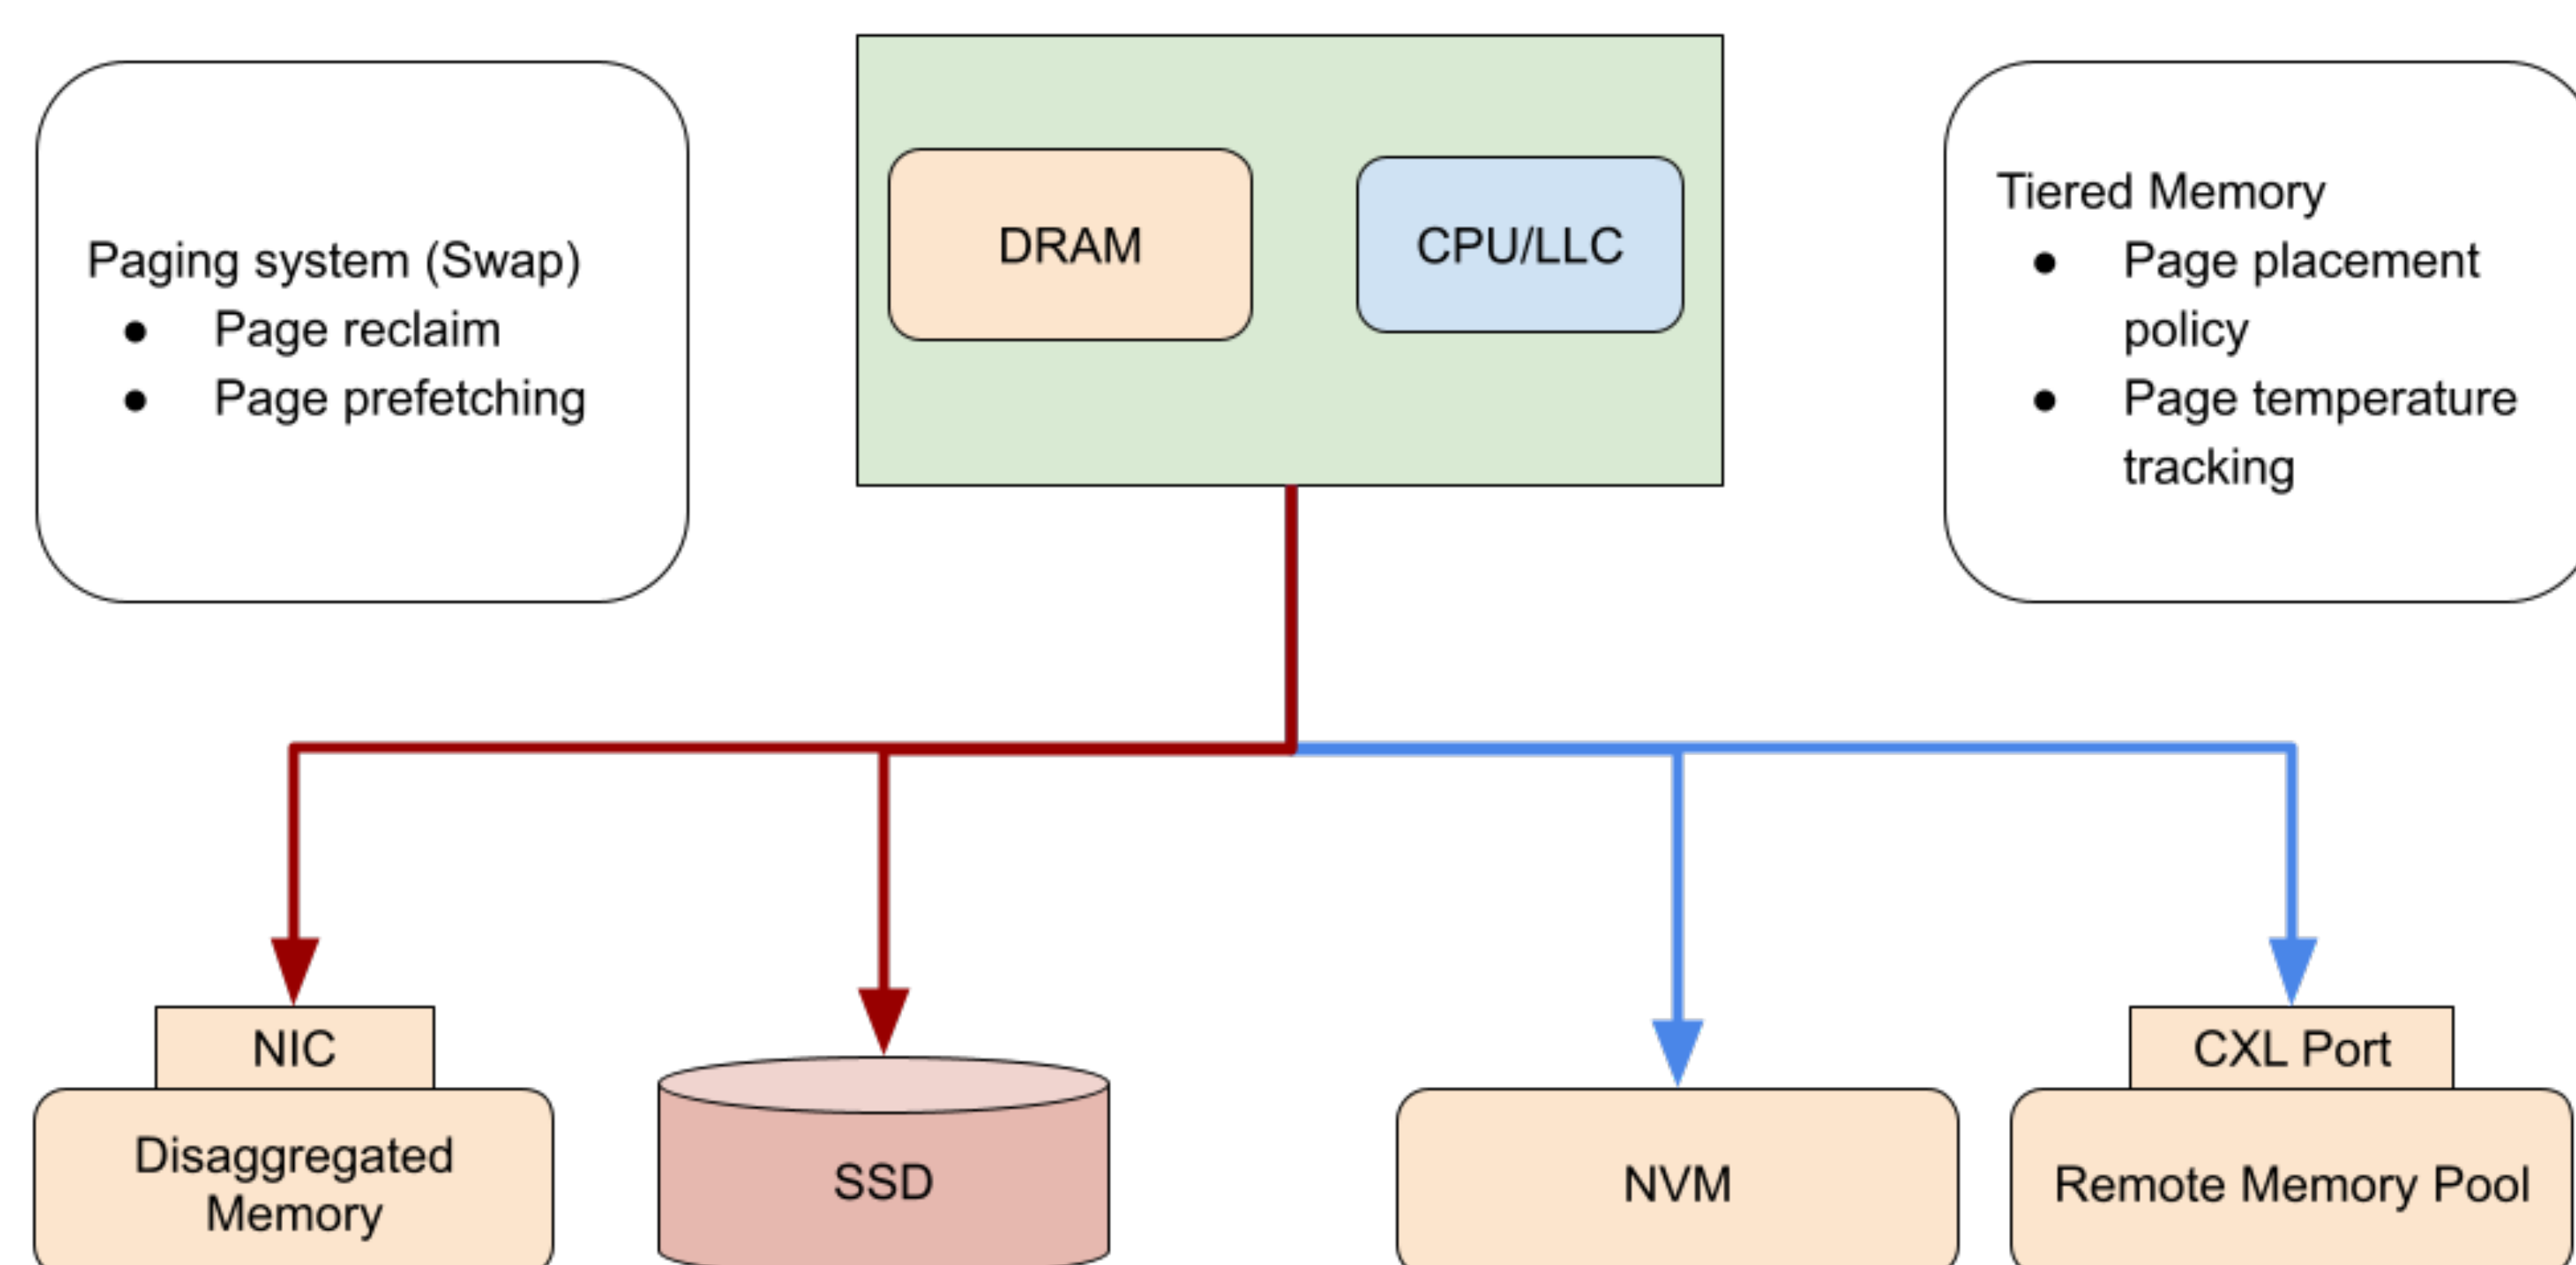 Paging system (Swap)
● Page reclaim
● Page prefetching
DRAM
CPU/LLC
Tiered Memory
● Page placement
policy
● Page temperature
tracking
NIC
Disaggregated
Memory
SSD
NVM
CXL Port
Remote Memory Pool